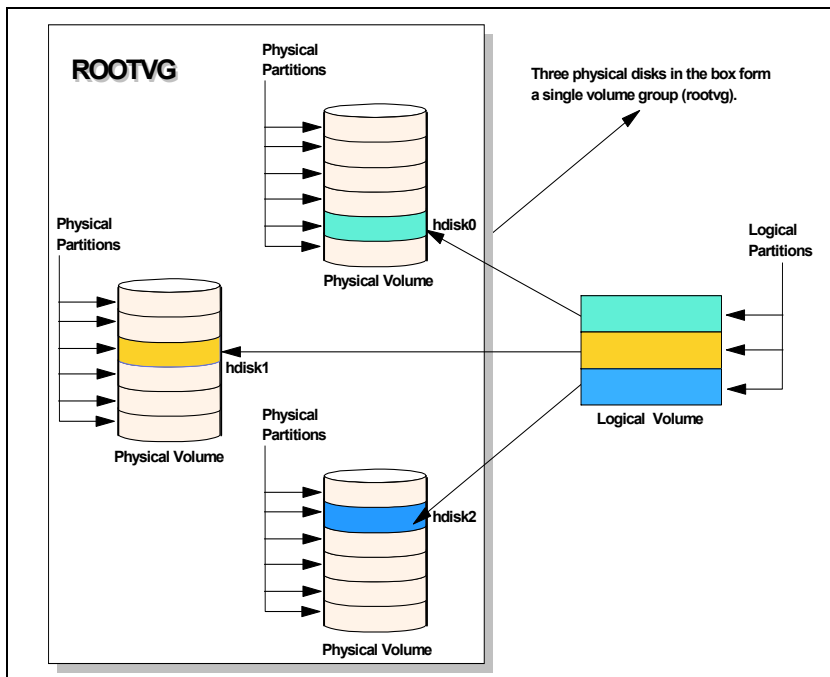 ROOTVG
Physical
Partitions
Three physical disks in the box form
a single volume group (rootvg).
hdisk0
Physical Volume
Physical
Partitions
hdisk1
Physical Volume
Logical
Partitions
Logical Volume
Physical
Partitions
hdisk2
Physical Volume